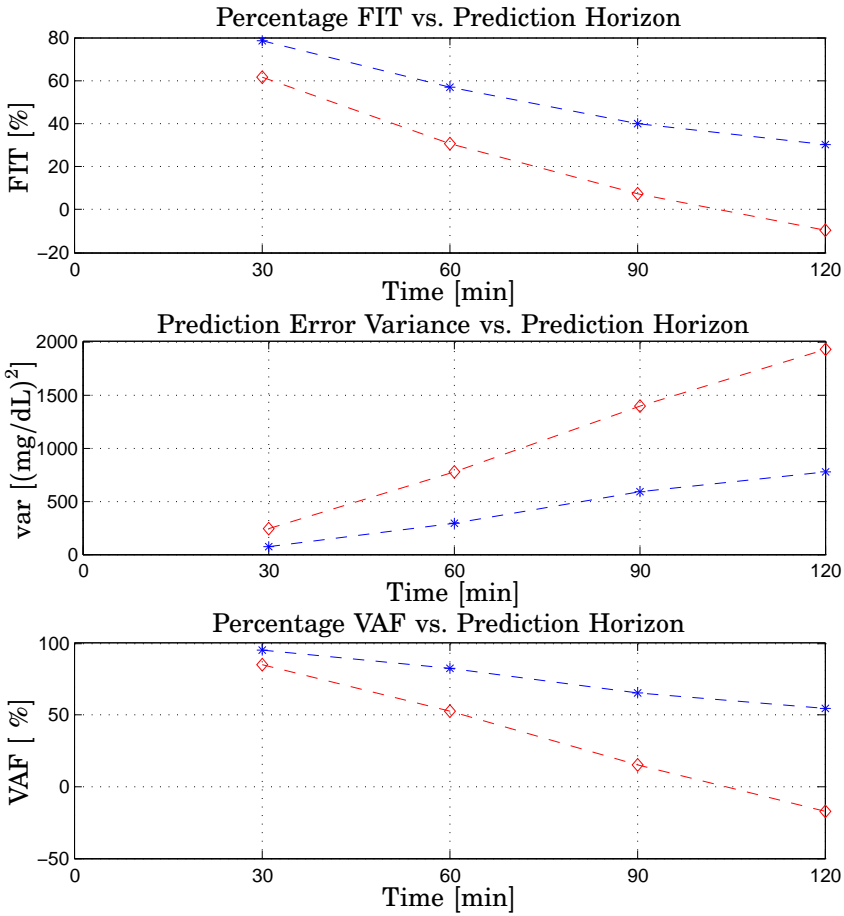 Percentage FIT vs. Prediction Horizon
FIT [%]
80
60
40
20
0
−20
0 30 60 90 120
Time [min]
Prediction Error Variance vs. Prediction Horizon
var [(mg/dL)²]
2000
1500
1000
500
0
0 30 60 90 120
Time [min]
Percentage VAF vs. Prediction Horizon
VAF [ %]
100
50
0
−50
0 30 60 90 120
Time [min]